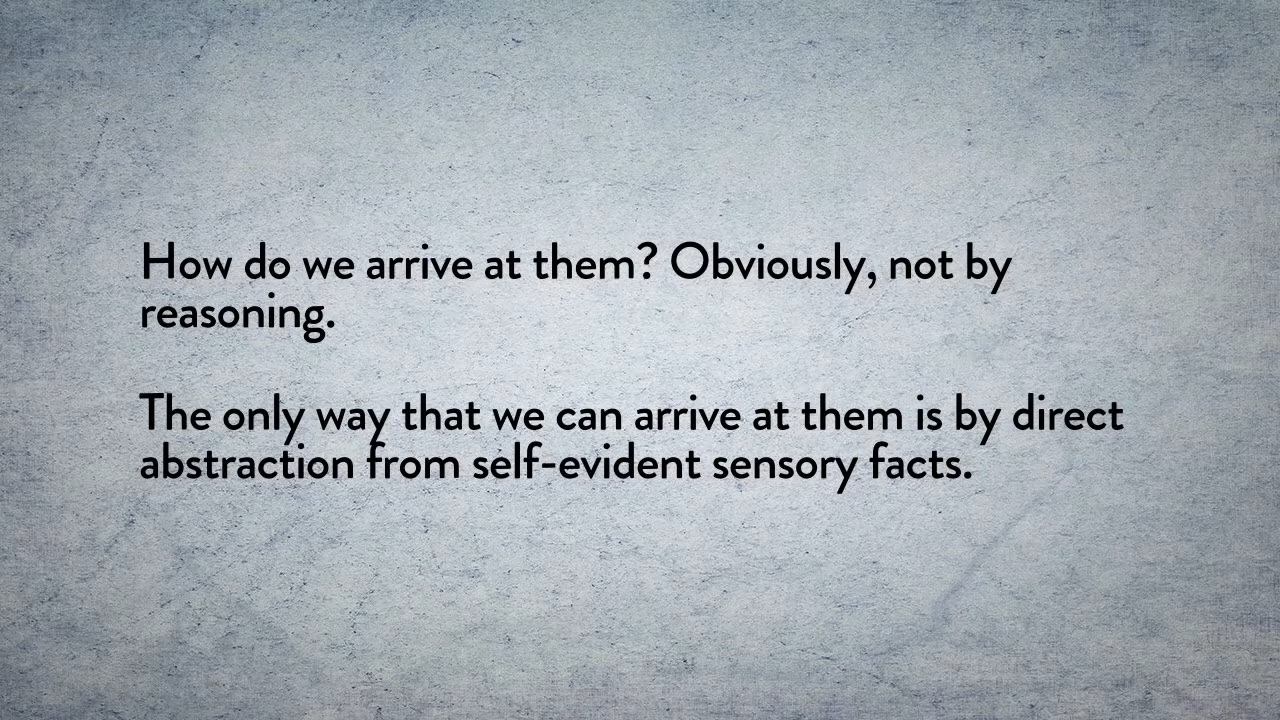 How do we arrive at them? Obviously, not by
reasoning.
The only way that we can arrive at them is by direct
abstraction from self-evident sensory facts.